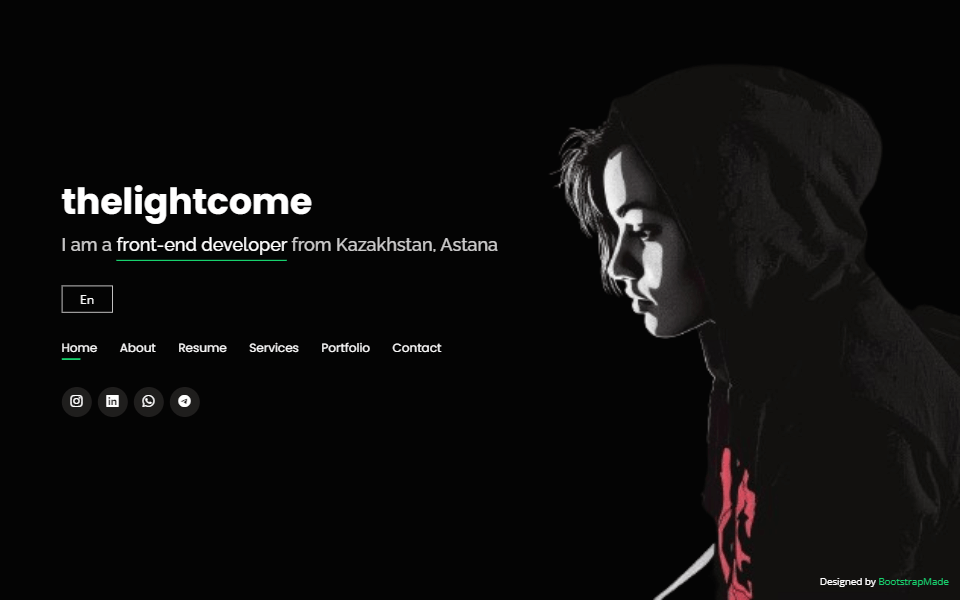 thelightcome
I am a front-end developer from Kazakhstan, Astana
En
Home About Resume Services Portfolio Contact
Designed by BootstrapMade